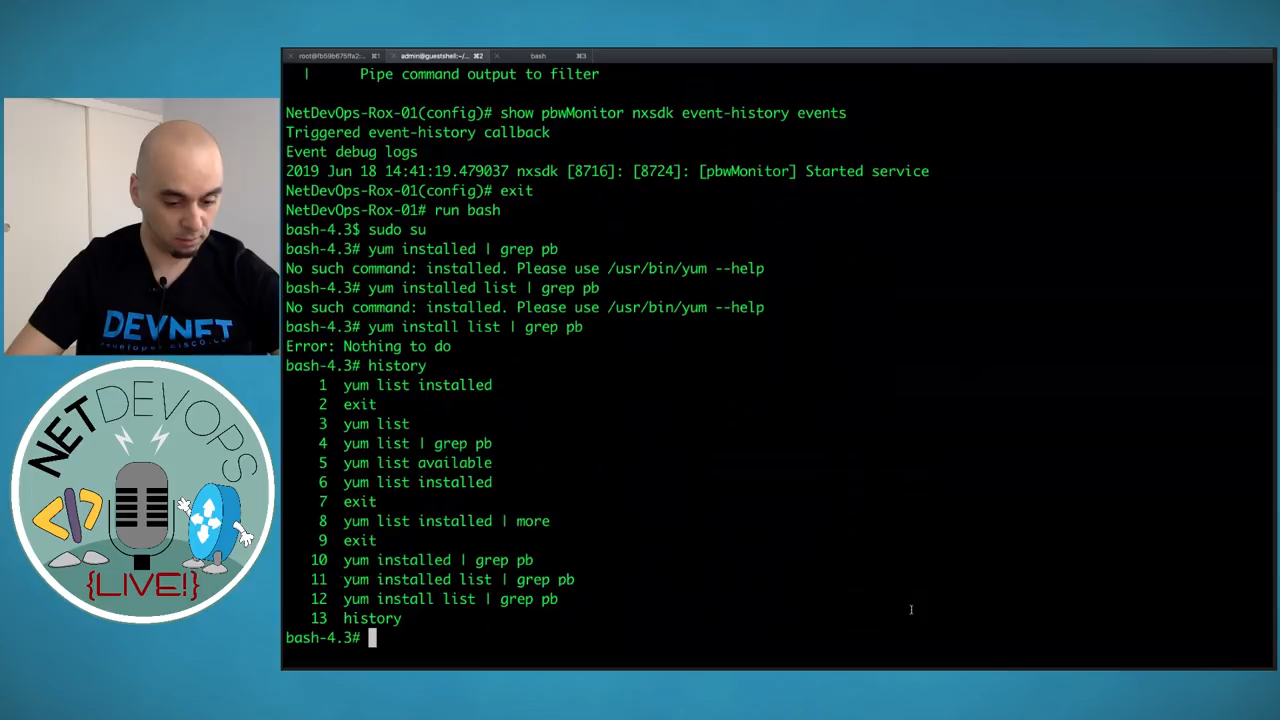 root@fb59b675ffa2:... ⌘1 admin@guestshell:~/... ⌘2 bash ⌘3
| Pipe command output to filter
NetDevOps-Rox-01(config)# show pbwMonitor nxsdk event-history events
Triggered event-history callback
Event debug logs
2019 Jun 18 14:41:19.479037 nxsdk [8716]: [8724]: [pbwMonitor] Started service
NetDevOps-Rox-01(config)# exit
NetDevOps-Rox-01# run bash
bash-4.3$ sudo su
bash-4.3# yum installed | grep pb
No such command: installed. Please use /usr/bin/yum --help
bash-4.3# yum installed list | grep pb
No such command: installed. Please use /usr/bin/yum --help
bash-4.3# yum install list | grep pb
Error: Nothing to do
bash-4.3# history
1 yum list installed
2 exit
3 yum list
4 yum list | grep pb
5 yum list available
6 yum list installed
7 exit
8 yum list installed | more
9 exit
10 yum installed | grep pb
11 yum installed list | grep pb
12 yum install list | grep pb
13 history
bash-4.3#
DEVNET
NETDEVOPS
</>
{LIVE!}